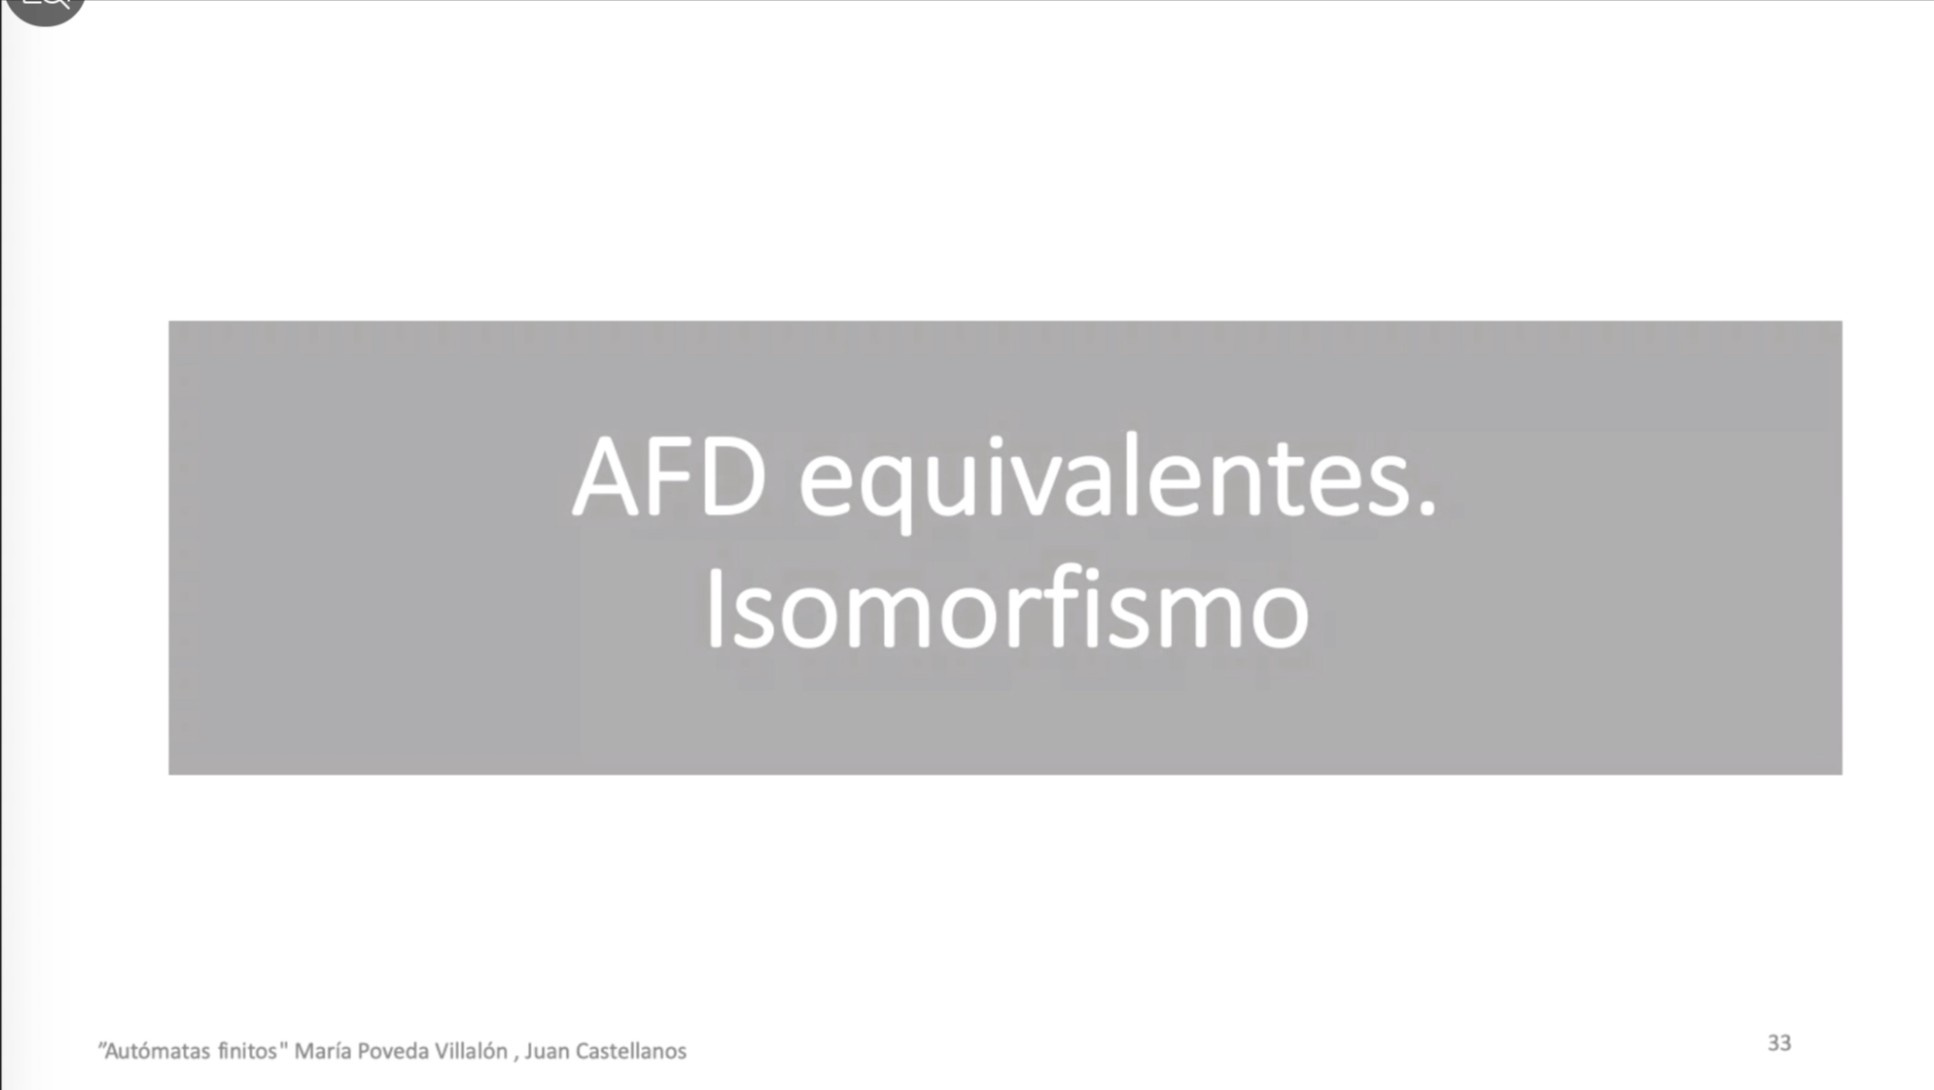 AFD equivalentes.
Isomorfismo
”Autómatas finitos" María Poveda Villalón , Juan Castellanos
33